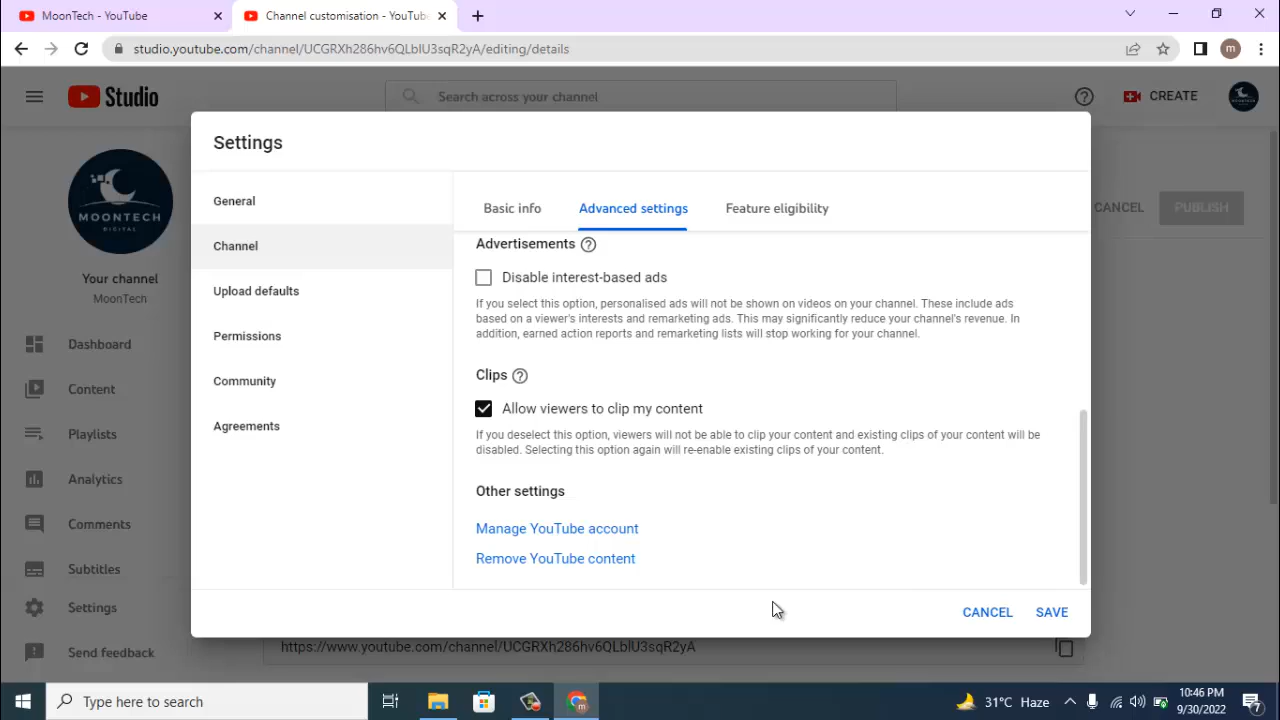 MoonTech - YouTube
Channel customisation - YouTube
studio.youtube.com/channel/UCGRXh286hv6QLblU3sqR2yA/editing/details
m
Studio
Search across your channel
CREATE
Settings
MOONTECH
DIGITAL
Your channel
MoonTech
Dashboard
Content
Playlists
Analytics
Comments
Subtitles
Settings
Send feedback
General
Channel
Upload defaults
Permissions
Community
Agreements
Basic info
Advanced settings
Feature eligibility
CANCEL
PUBLISH
Advertisements
Disable interest-based ads
If you select this option, personalised ads will not be shown on videos on your channel. These include ads
based on a viewer's interests and remarketing ads. This may significantly reduce your channel's revenue. In
addition, earned action reports and remarketing lists will stop working for your channel.
Clips
Allow viewers to clip my content
If you deselect this option, viewers will not be able to clip your content and existing clips of your content will be
disabled. Selecting this option again will re-enable existing clips of your content.
Other settings
Manage YouTube account
Remove YouTube content
CANCEL
SAVE
https://www.youtube.com/channel/UCGRXh286hv6QLblU3sqR2yA
Type here to search
m
31°C Haze
10:46 PM
9/30/2022
7